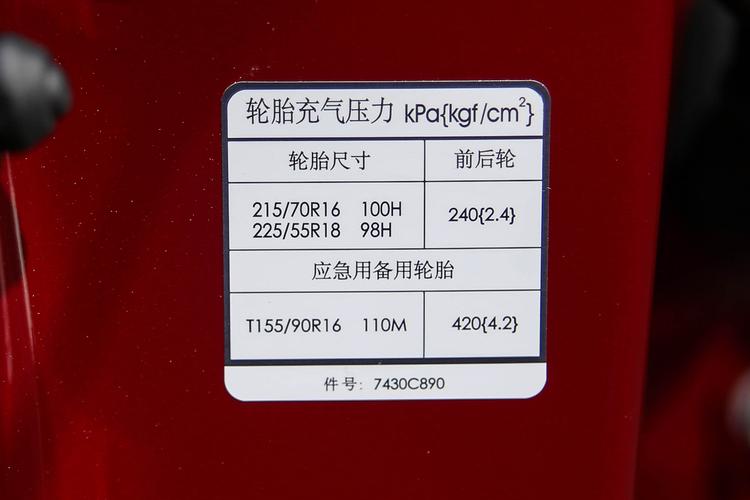 轮胎充气压力 kPa{kgf/cm²}
轮胎尺寸 前后轮
215/70R16 100H
225/55R18 98H
240{2.4}
应急用备用轮胎
T155/90R16 110M 420{4.2}
件号: 7430C890